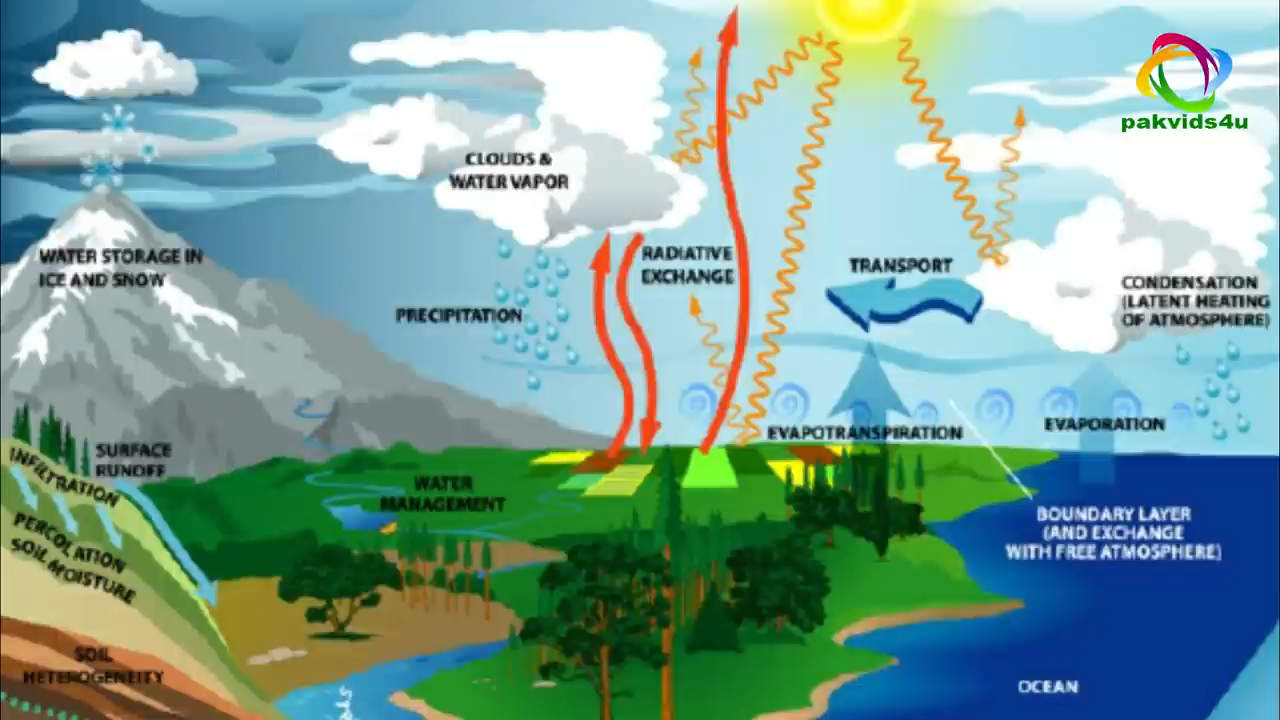 pakvids4u
CLOUDS &
WATER VAPOR
WATER STORAGE IN
ICE AND SNOW
RADIATIVE
EXCHANGE
TRANSPORT
CONDENSATION
(LATENT HEATING
OF ATMOSPHERE)
PRECIPITATION
EVAPOTRANSPIRATION
EVAPORATION
SURFACE
RUNOFF
INFILTRATION
WATER
MANAGEMENT
BOUNDARY LAYER
(AND EXCHANGE
WITH FREE ATMOSPHERE)
PERCOLATION
SOIL MOISTURE
SOIL
HETEROGENEITY
OCEAN